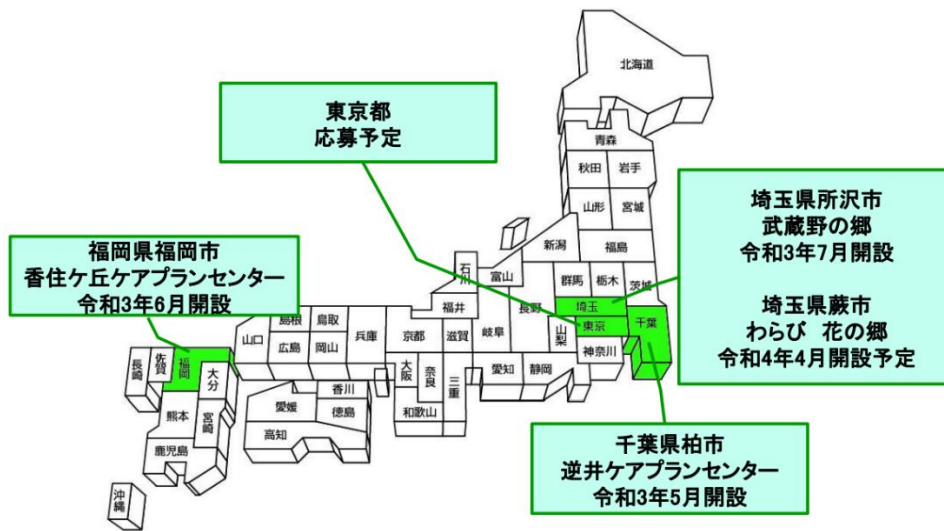 東京都
応募予定
埼玉県所沢市
武蔵野の郷
令和3年7月開設
埼玉県蕨市
わらび 花の郷
令和4年4月開設予定
福岡県福岡市
香住ケ丘ケアプランセンター
令和3年6月開設
千葉県柏市
逆井ケアプランセンター
令和3年5月開設
北海道
青森
秋田
岩手
山形
宮城
新潟
福島
石川
富山
群馬
栃木
茨城
福井
長野
埼玉
千葉
東京
山梨
神奈川
岐阜
滋賀
京都
兵庫
鳥取
島根
岡山
広島
山口
大阪
奈良
三重
愛知
静岡
和歌山
香川
愛媛
徳島
高知
福岡
佐賀
長崎
大分
熊本
宮崎
鹿児島
沖縄